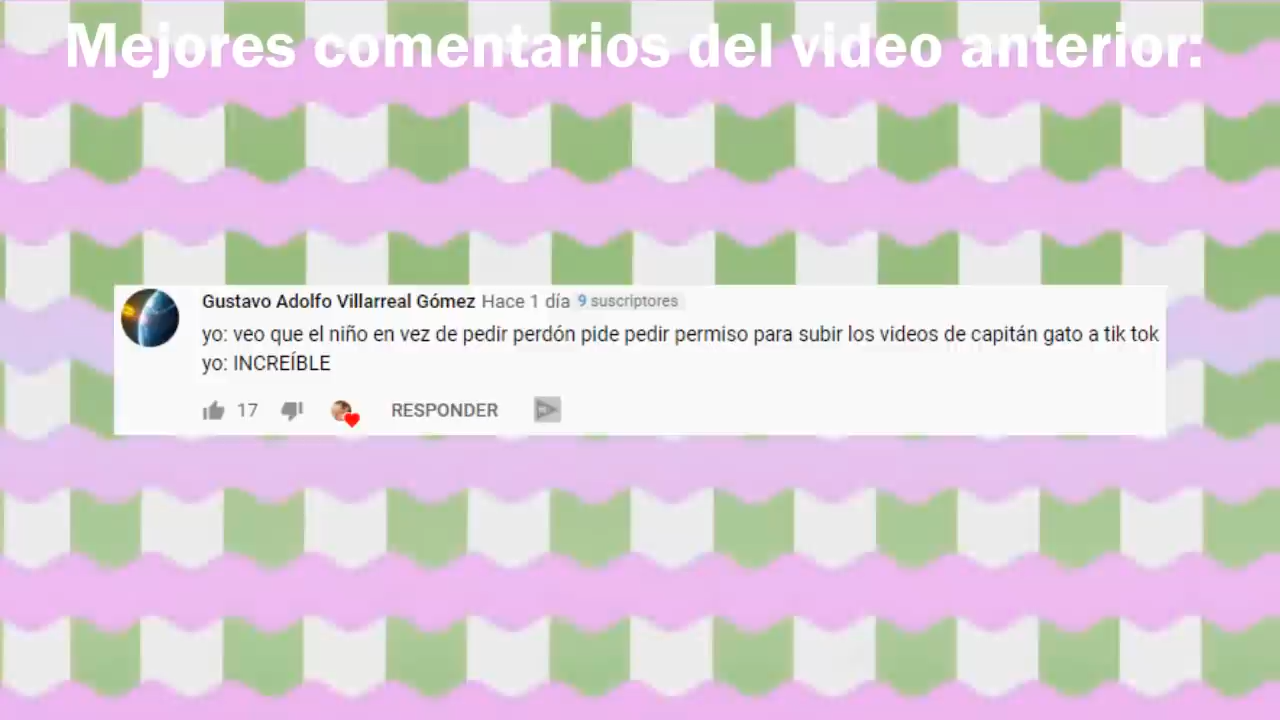 Mejores comentarios del video anterior:
Gustavo Adolfo Villarreal Gómez Hace 1 día 9 suscriptores
yo: veo que el niño en vez de pedir perdón pide pedir permiso para subir los videos de capitán gato a tik tok
yo: INCREÍBLE
17 RESPONDER